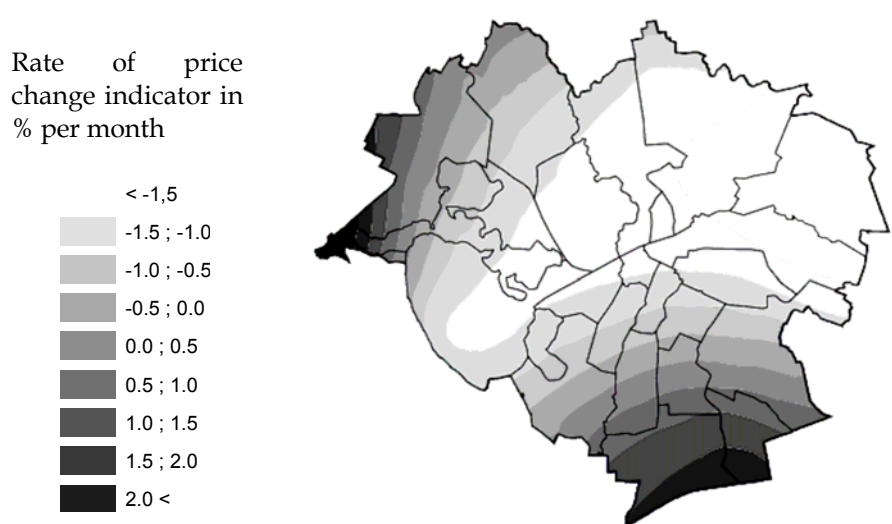 Rate of price
change indicator in
% per month
< -1,5
-1.5 ; -1.0
-1.0 ; -0.5
-0.5 ; 0.0
0.0 ; 0.5
0.5 ; 1.0
1.0 ; 1.5
1.5 ; 2.0
2.0 <